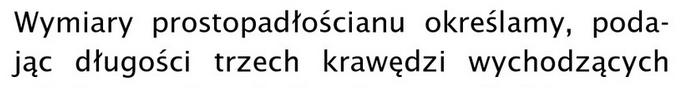 Wymiary prostopadłościanu określamy, poda-
jąc długości trzech krawędzi wychodzących